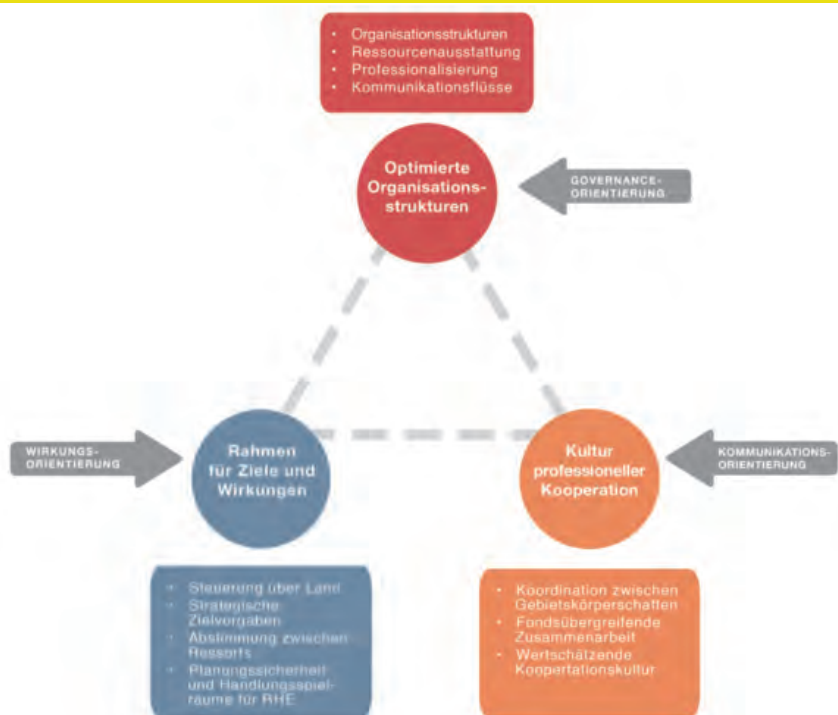 • Organisationsstrukturen
• Ressourcenausstattung
• Professionalisierung
• Kommunikationsflüsse
Optimierte
Organisations-
strukturen
GOVERNANCE-
ORIENTIERUNG
WIRKUNGS-
ORIENTIERUNG
Rahmen
für Ziele und
Wirkungen
Kultur
professioneller
Kooperation
KOMMUNIKATIONS-
ORIENTIERUNG
• Steuerung über Land
• Strategische
Zielvorgaben
• Abstimmung zwischen
Ressorts
• Planungssicherheit
und Handlungsspiel-
räume für RHE
• Koordination zwischen
Gebietskörperschaften
• Fondsübergreifende
Zusammenarbeit
• Wertschätzende
Koopertationskultur